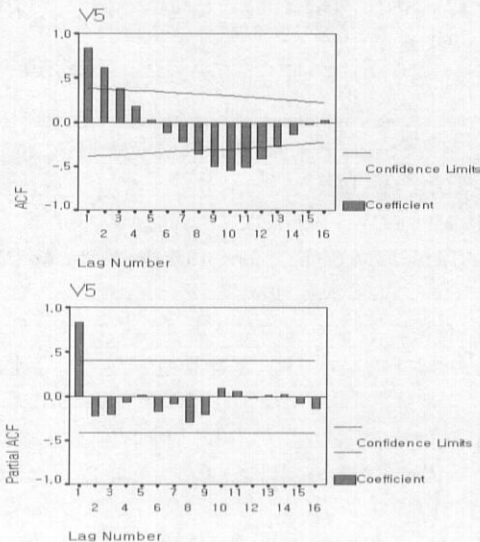 V5
1.0
.5
0.0
-.5
-1.0
ACF
1 3 5 7 9 11 13 15
2 4 6 8 10 12 14 16
Lag Number
Confidence Limits
Coefficient
V5
1.0
.5
0.0
-.5
-1.0
Partial ACF
1 3 5 7 9 11 13 15
2 4 6 8 10 12 14 16
Lag Number
Confidence Limits
Coefficient